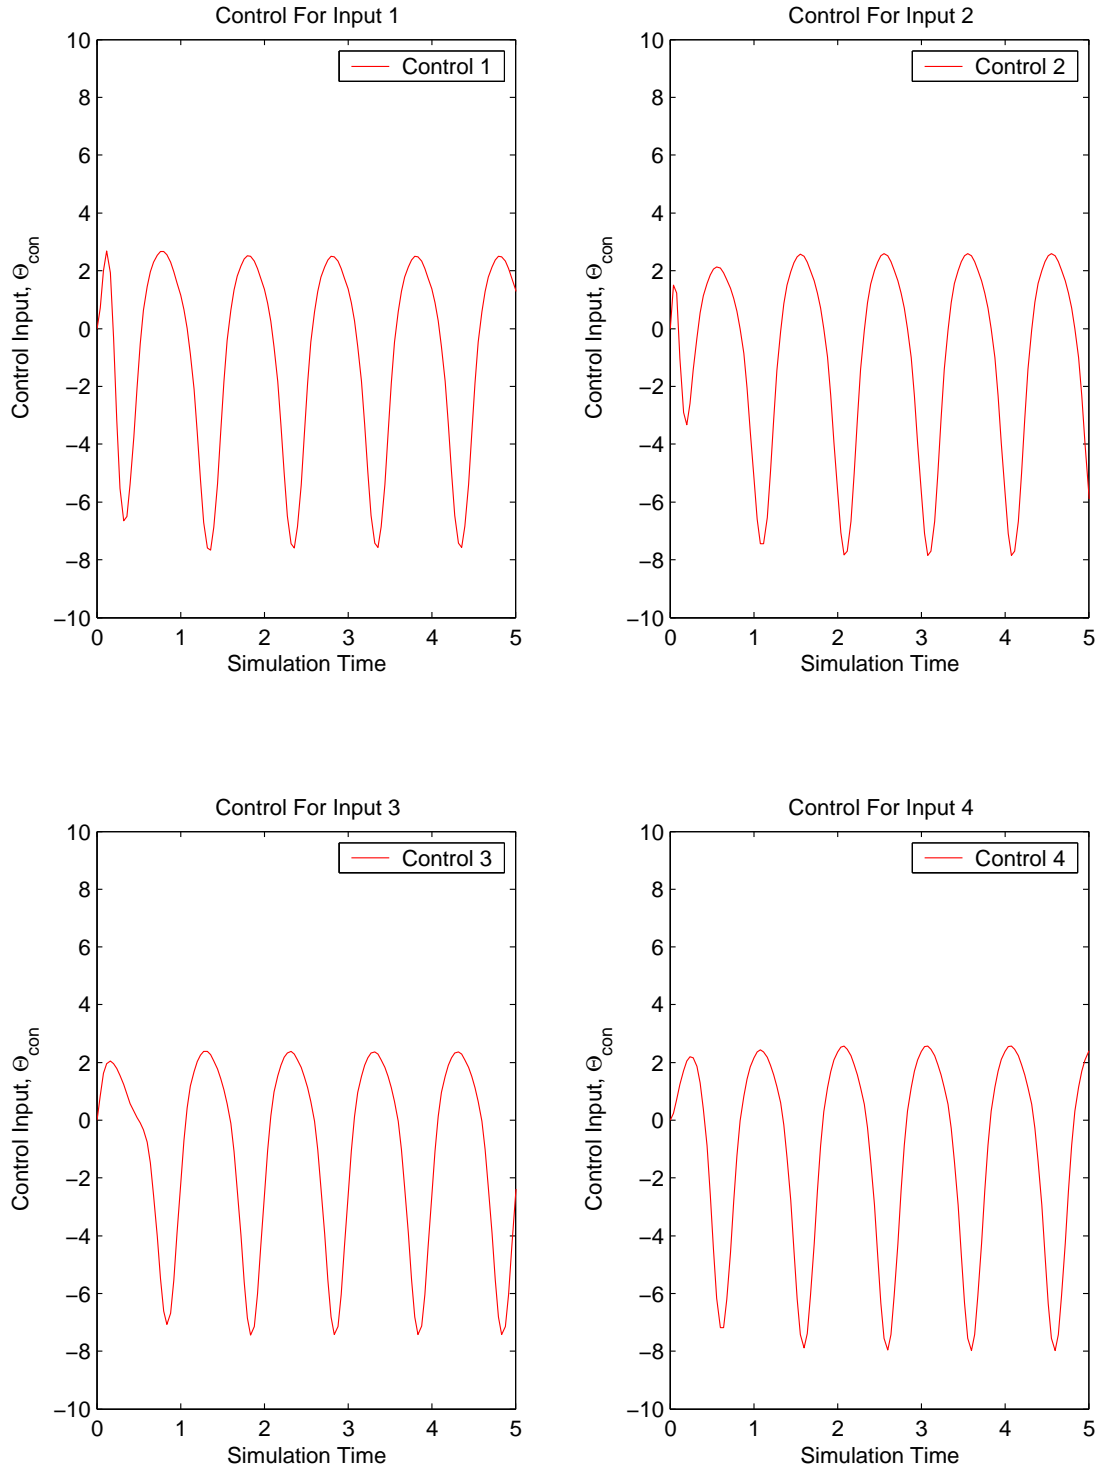 Control For Input 1
10
8
6
4
2
0
−2
−4
−6
−8
−10
Control Input, Θcon
Control 1
0 1 2 3 4 5
Simulation Time
Control For Input 2
10
8
6
4
2
0
−2
−4
−6
−8
−10
Control Input, Θcon
Control 2
0 1 2 3 4 5
Simulation Time
Control For Input 3
10
8
6
4
2
0
−2
−4
−6
−8
−10
Control Input, Θcon
Control 3
0 1 2 3 4 5
Simulation Time
Control For Input 4
10
8
6
4
2
0
−2
−4
−6
−8
−10
Control Input, Θcon
Control 4
0 1 2 3 4 5
Simulation Time